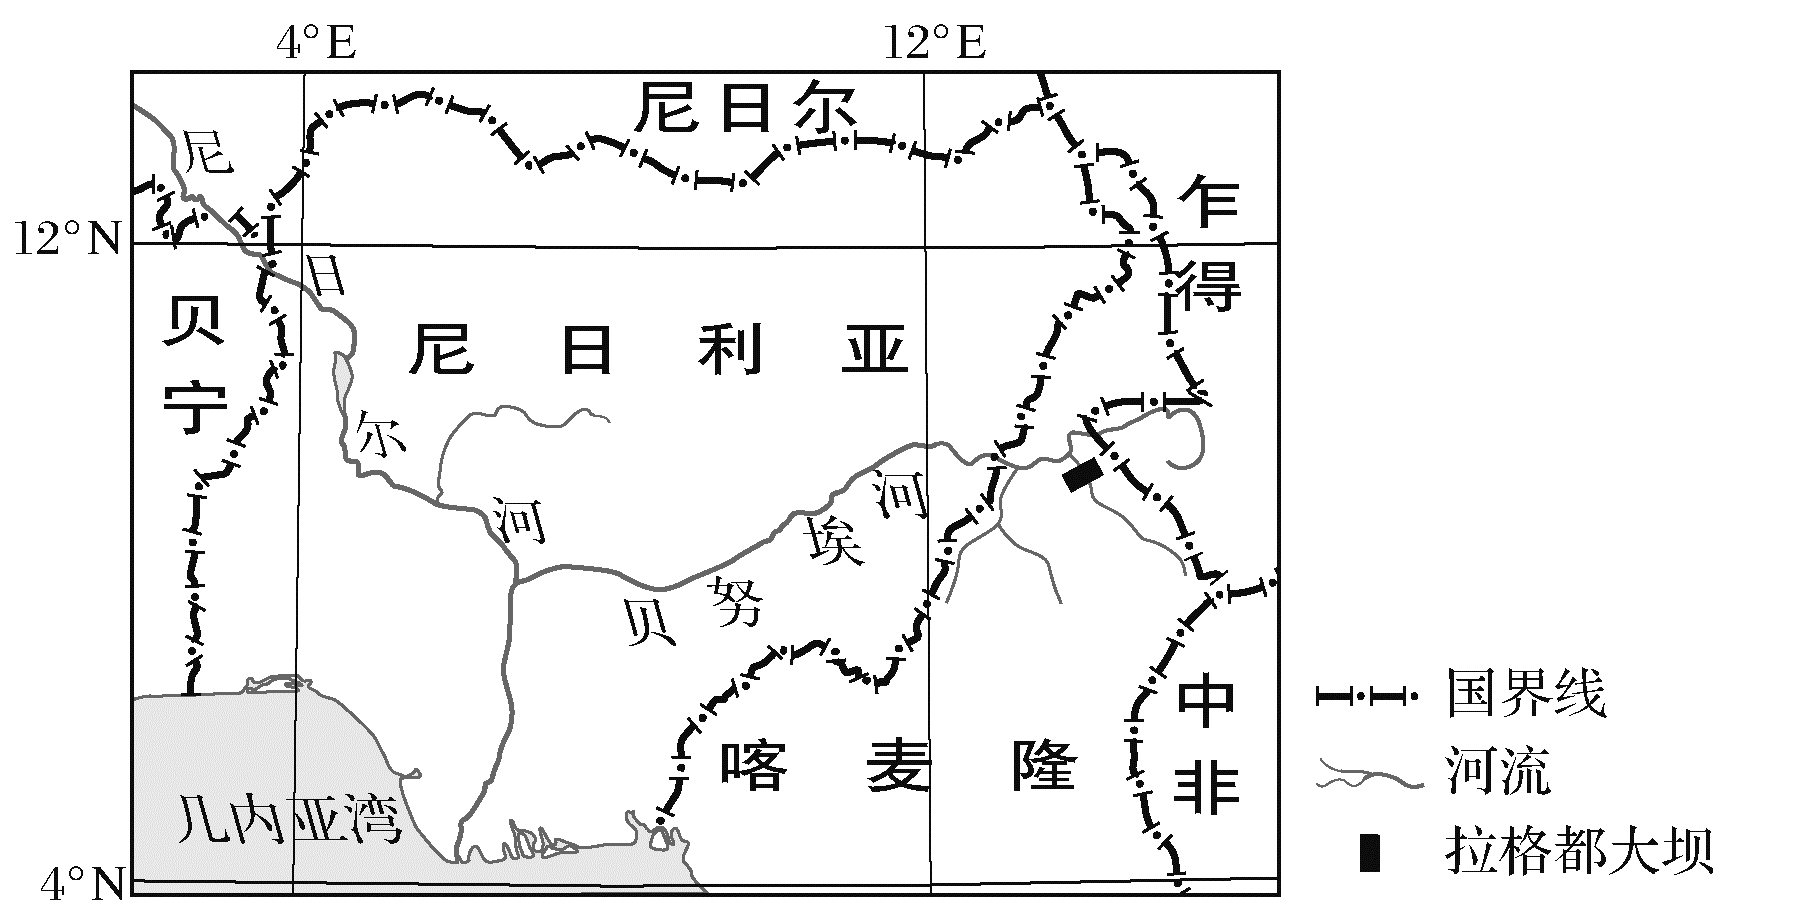 4°E
12°E
尼日尔
尼日尔河
乍得
12°N
贝宁
尼日利亚
贝努埃河
喀麦隆
中非
几内亚湾
4°N
国界线
河流
拉格都大坝